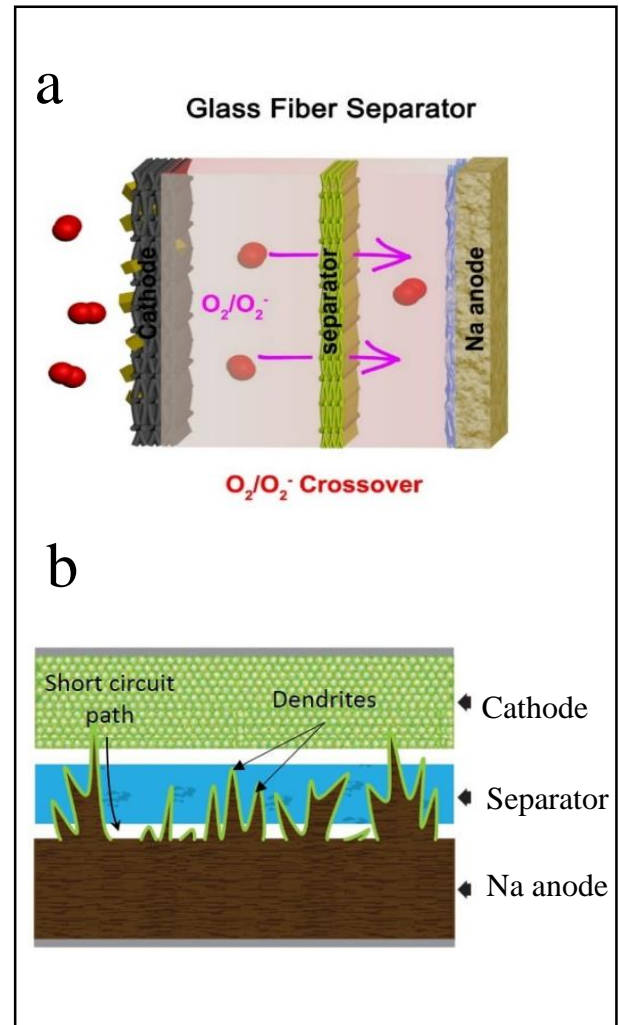 a
Glass Fiber Separator
Cathode
O₂/O₂⁻
separator
Na anode
O₂/O₂⁻ Crossover
b
Short circuit
path
Dendrites
Cathode
Separator
Na anode